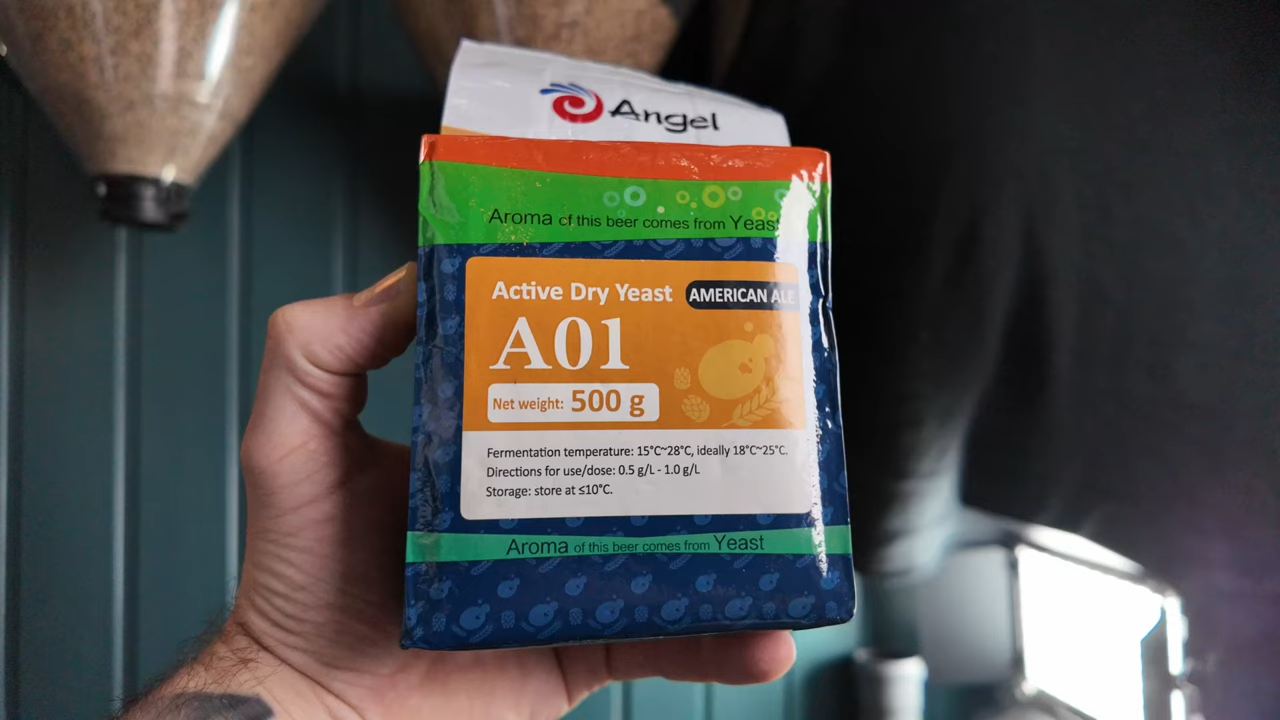 Angel
Aroma of this beer comes from Yeast
Active Dry Yeast AMERICAN ALE
A01
Net weight: 500 g
Fermentation temperature: 15°C~28°C, ideally 18°C~25°C.
Directions for use/dose: 0.5 g/L - 1.0 g/L
Storage: store at ≤10°C.
Aroma of this beer comes from Yeast